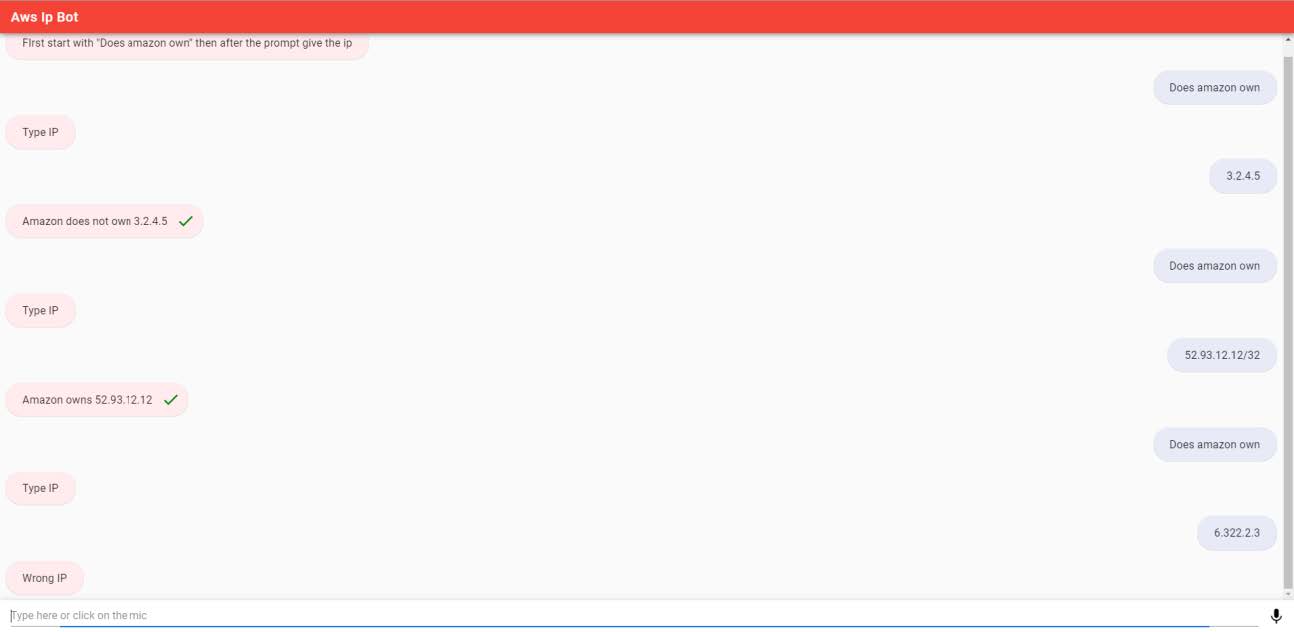 Aws Ip Bot
FIrst start with "Does amazon own" then after the prompt give the ip
Does amazon own
Type IP
3.2.4.5
Amazon does not own 3.2.4.5
Does amazon own
Type IP
52.93.12.12/32
Amazon owns 52.93.12.12
Does amazon own
Type IP
6.322.2.3
Wrong IP
Type here or click on the mic